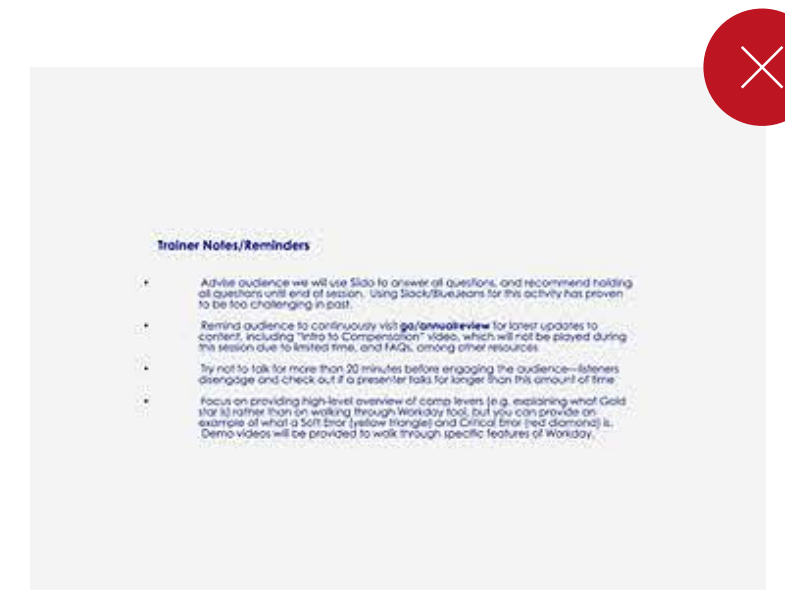 Trainer Notes/Reminders
• Advise audience we will use Slido to answer all questions, and recommend holding
all questions until end of session. Using Slack/BlueJeans for this activity has proven
to be too challenging in past.
• Remind audience to continuously visit go/annualreview for latest updates to
content, including "Intro to Compensation" video, which will not be played during
this session due to limited time, and FAQs, among other resources
• Try not to talk for more than 20 minutes before engaging the audience—listeners
disengage and check out if a presenter talks for longer than this amount of time
• Focus on providing high-level overview of comp levers (e.g. explaining what Gold
star is) rather than on walking through Workday tool, but you can provide an
example of what a Soft Error (yellow triangle) and Critical Error (red diamond) is.
Demo videos will be provided to walk through specific features of Workday.